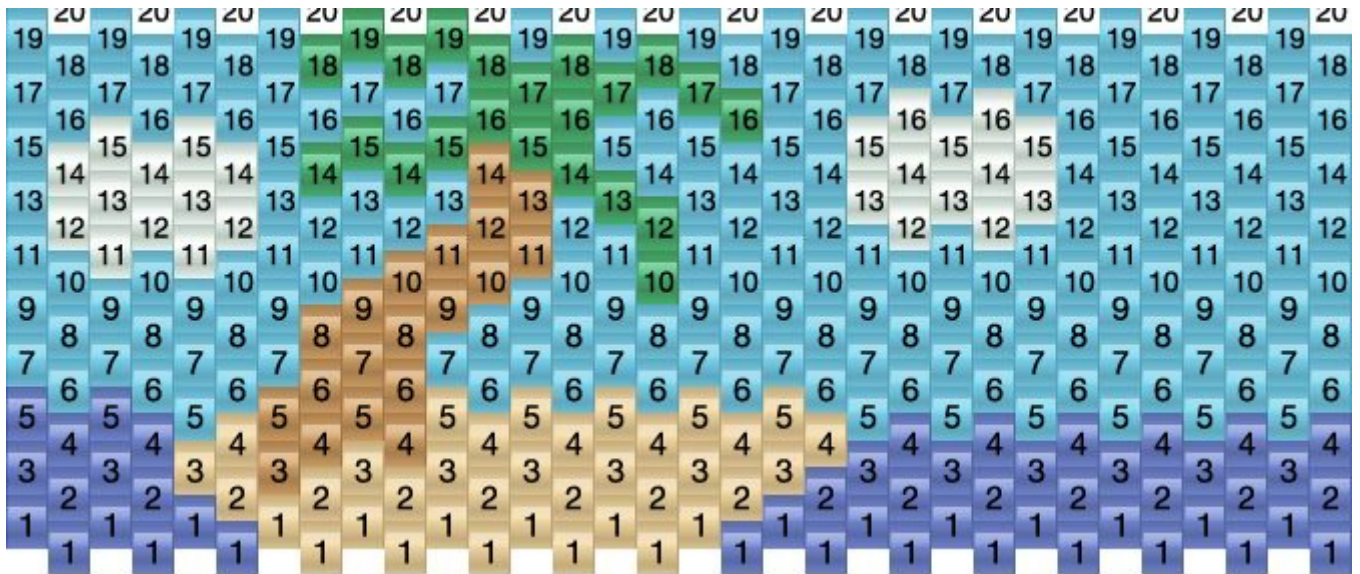 20 20 20 20 20 20 20 20 20 20 20 20 20 20 20 20
19 19 19 19 19 19 19 19 19 19 19 19 19 19 19 19
18 18 18 18 18 18 18 18 18 18 18 18 18 18 18 18
17 17 17 17 17 17 17 17 17 17 17 17 17 17 17 17
16 16 16 16 16 16 16 16 16 16 16 16 16 16 16 16
15 15 15 15 15 15 15 15 15 15 15 15 15 15 15 15
14 14 14 14 14 14 14 14 14 14 14 14 14 14 14 14
13 13 13 13 13 13 13 13 13 13 13 13 13 13 13 13
12 12 12 12 12 12 12 12 12 12 12 12 12 12 12 12
11 11 11 11 11 11 11 11 11 11 11 11 11 11 11 11
10 10 10 10 10 10 10 10 10 10 10 10 10 10 10 10
9 9 9 9 9 9 9 9 9 9 9 9 9 9 9 9
8 8 8 8 8 8 8 8 8 8 8 8 8 8 8 8
7 7 7 7 7 7 7 7 7 7 7 7 7 7 7 7
6 6 6 6 6 6 6 6 6 6 6 6 6 6 6 6
5 5 5 5 5 5 5 5 5 5 5 5 5 5 5 5
4 4 4 4 4 4 4 4 4 4 4 4 4 4 4 4
3 3 3 3 3 3 3 3 3 3 3 3 3 3 3 3
2 2 2 2 2 2 2 2 2 2 2 2 2 2 2 2
1 1 1 1 1 1 1 1 1 1 1 1 1 1 1 1
1 1 1 1 1 1 1 1 1 1 1 1 1 1 1 1